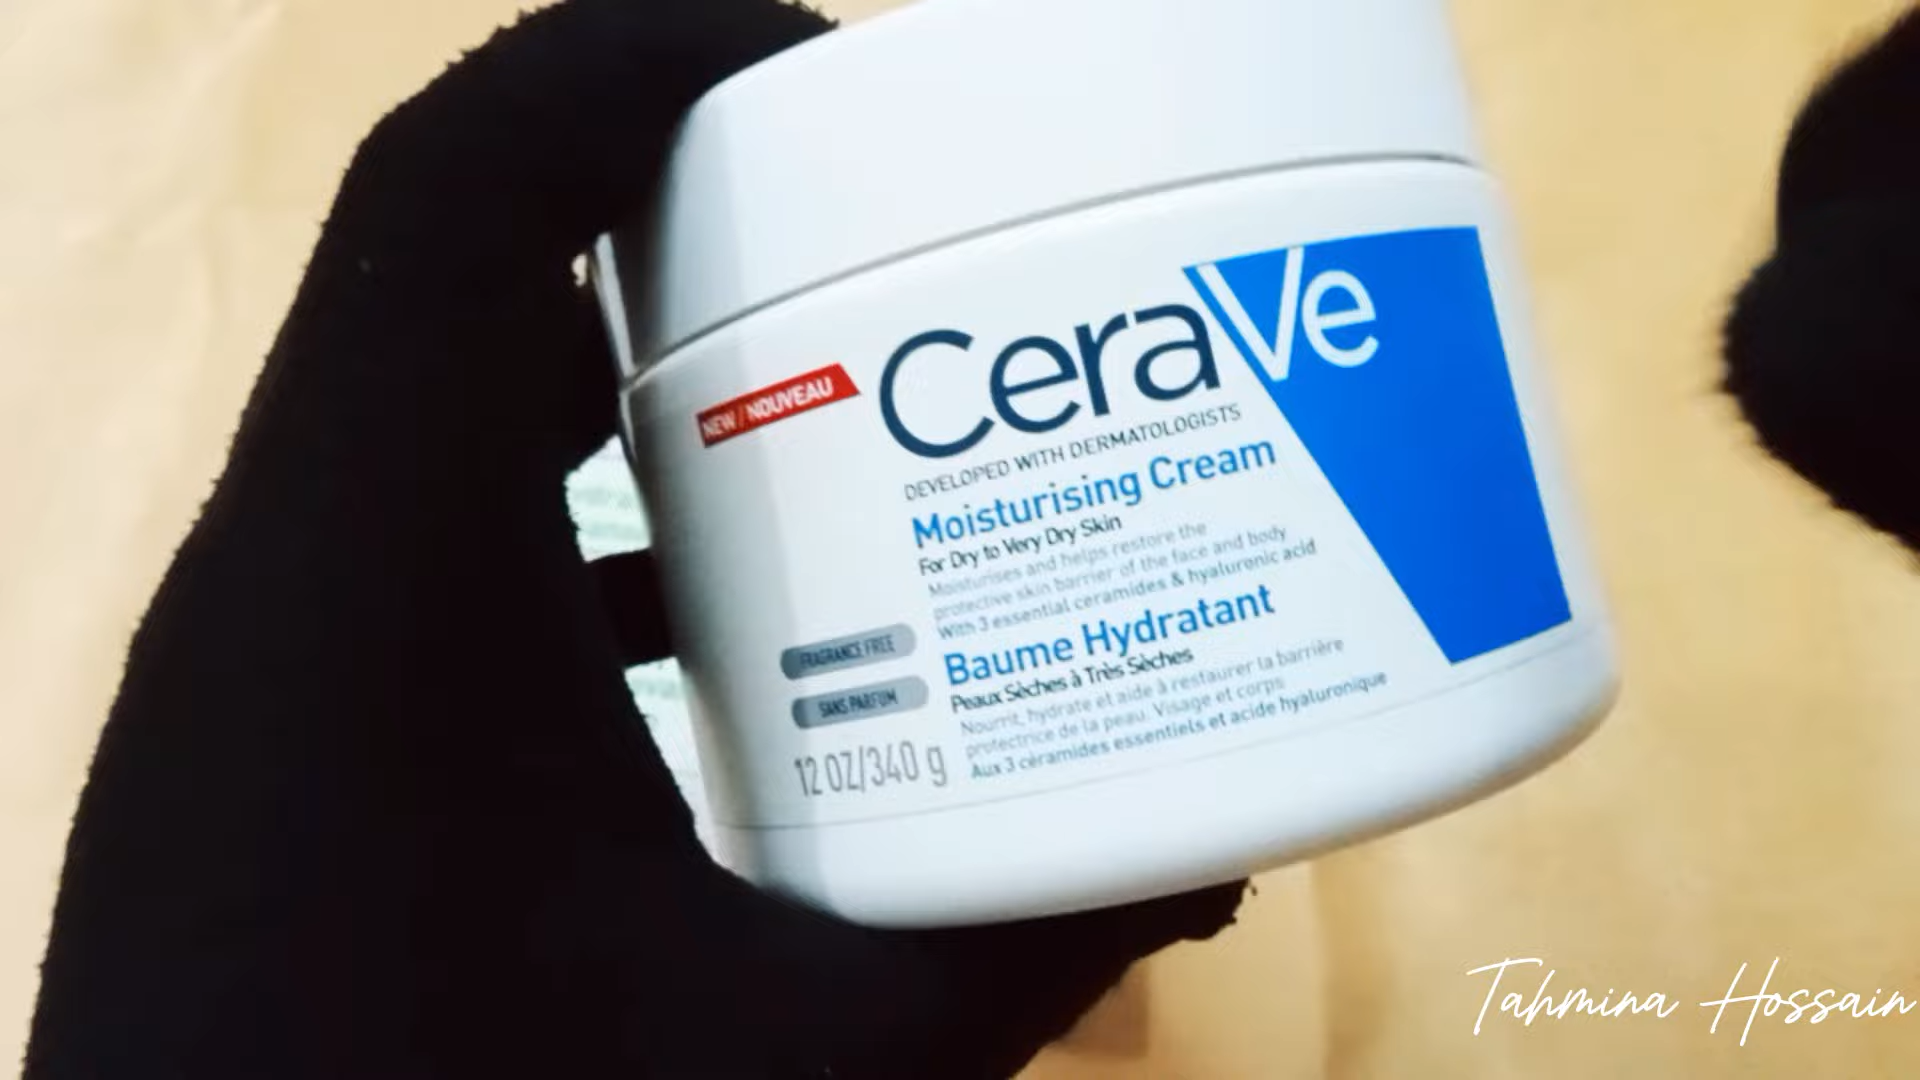 CeraVe
NEW / NOUVEAU
DEVELOPED WITH DERMATOLOGISTS
Moisturising Cream
For Dry to Very Dry Skin
Moisturises and helps restore the
protective skin barrier of the face and body
With 3 essential ceramides & hyaluronic acid
Baume Hydratant
Peaux Sèches à Très Sèches
Nourrit, hydrate et aide à restaurer la barrière
protectrice de la peau. Visage et corps
Aux 3 céramides essentiels et acide hyaluronique
FRAGRANCE FREE
SANS PARFUM
12 OZ/340 g
Tahmina Hossain